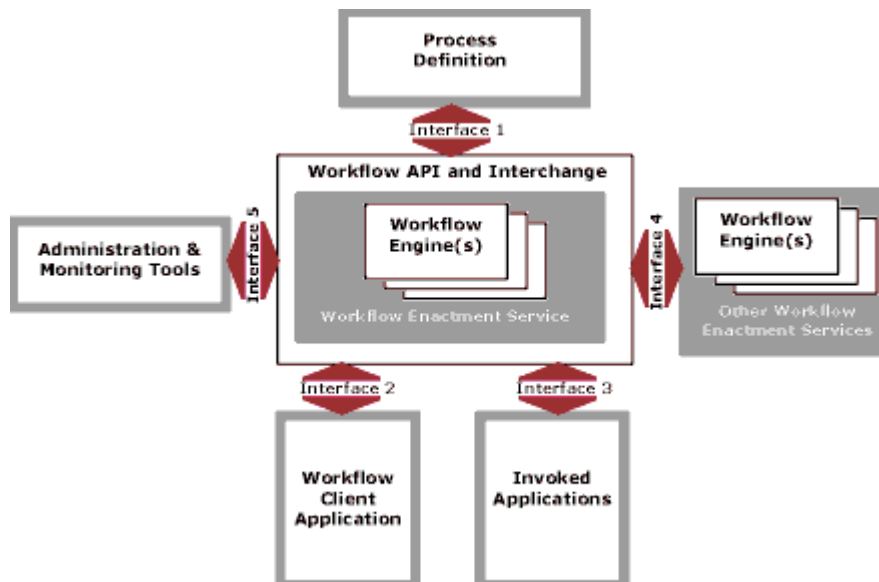 Process
Definition
Interface 1
Workflow API and Interchange
Workflow
Engine(s)
Workflow Enactment Service
Interface 5
Administration &
Monitoring Tools
Interface 4
Workflow
Engine(s)
Other Workflow
Enactment Services
Interface 2
Interface 3
Workflow
Client
Application
Invoked
Applications